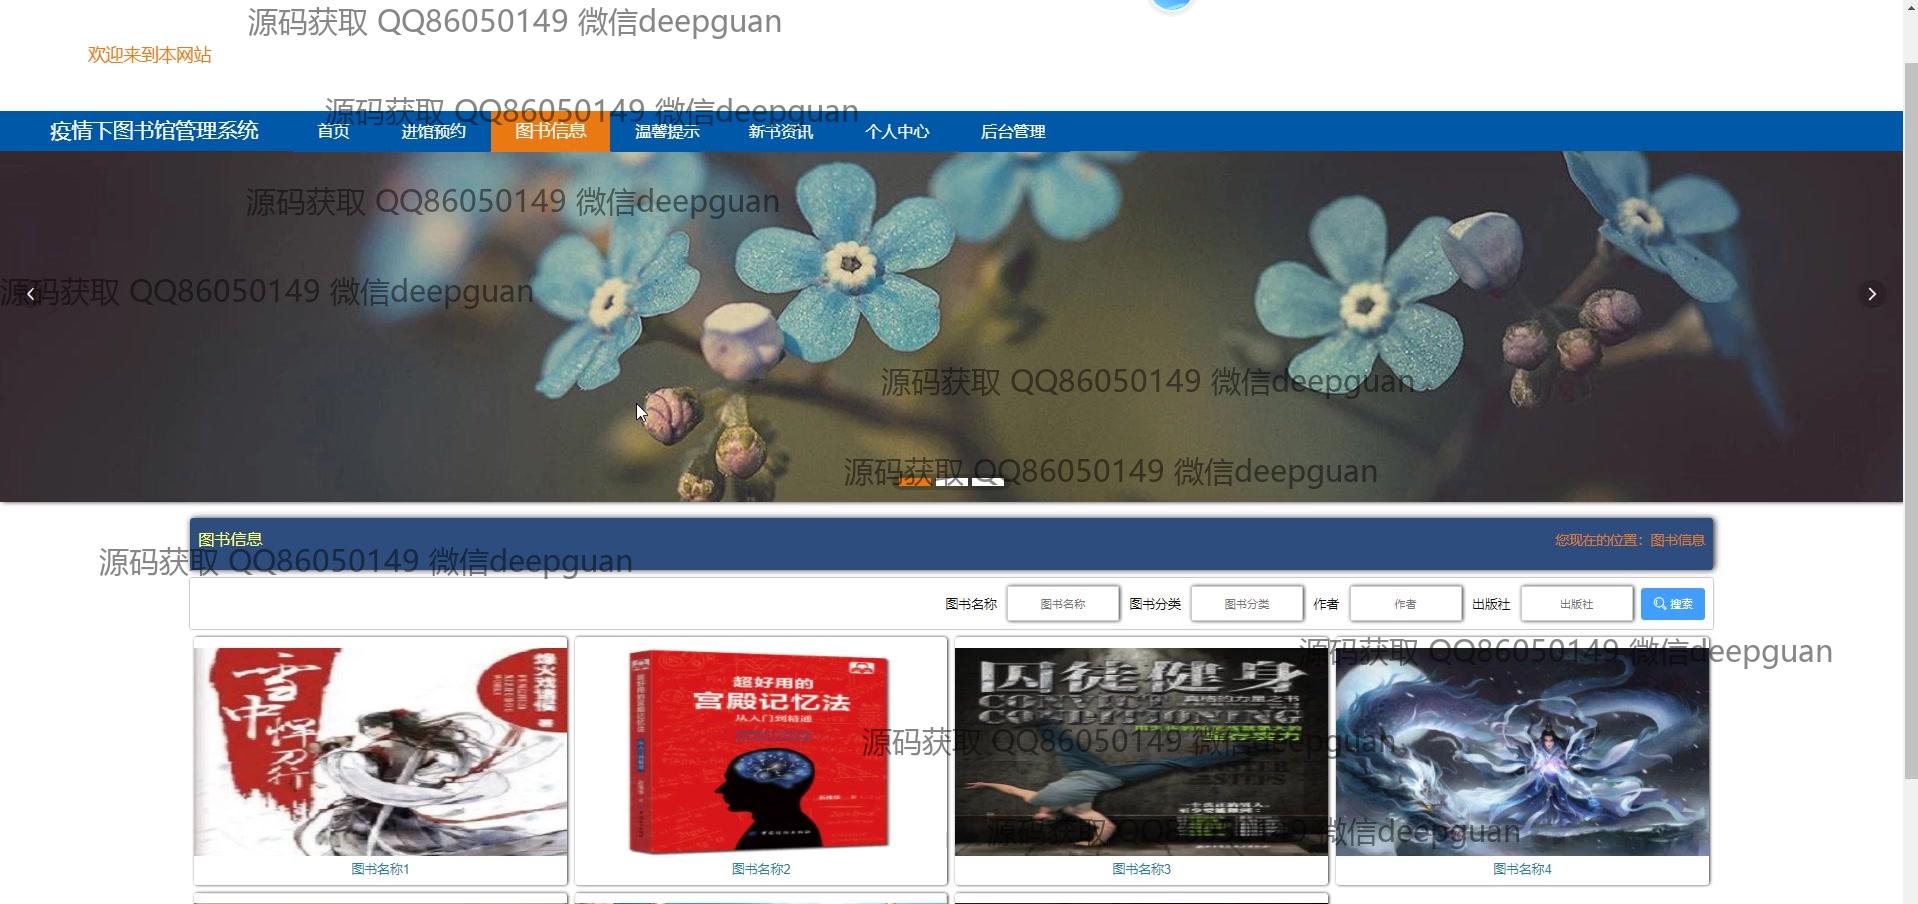 源码获取 QQ86050149 微信deepguan
欢迎来到本网站
源码获取 QQ86050149 微信deepguan
疫情下图书馆管理系统 首页 进馆预约 图书信息 温馨提示 新书资讯 个人中心 后台管理
源码获取 QQ86050149 微信deepguan
源码获取 QQ86050149 微信deepguan
源码获取 QQ86050149 微信deepguan
源码获取 QQ86050149 微信deepguan
图书信息 您现在的位置：图书信息
源码获取 QQ86050149 微信deepguan
图书名称 图书名称 图书分类 图书分类 作者 作者 出版社 出版社 搜索
源码获取 QQ86050149 微信deepguan
雪中悍刀行
烽火戏诸侯
著
超好用的
宫殿记忆法
从入门到精通
囚徒健身
CONDITIONING
源码获取 QQ86050149 微信deepguan
源码获取 QQ86050149 微信deepguan
图书名称1 图书名称2 图书名称3 图书名称4